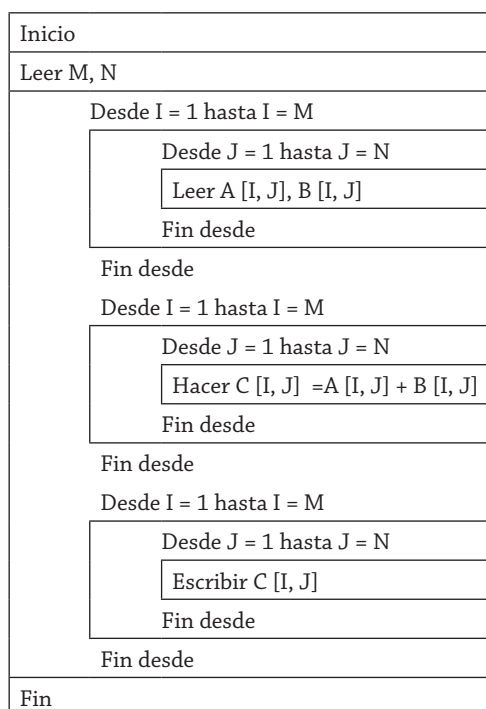 Inicio
Leer M, N
Desde I = 1 hasta I = M
Desde J = 1 hasta J = N
Leer A [I, J], B [I, J]
Fin desde
Fin desde
Desde I = 1 hasta I = M
Desde J = 1 hasta J = N
Hacer C [I, J]  =A [I, J] + B [I, J]
Fin desde
Fin desde
Desde I = 1 hasta I = M
Desde J = 1 hasta J = N
Escribir C [I, J]
Fin desde
Fin desde
Fin